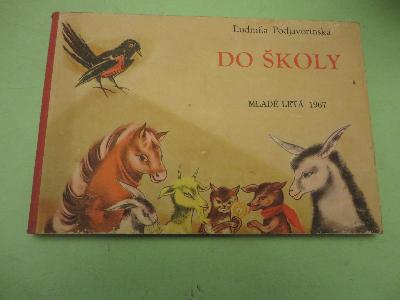 Ľudmila Podjavorinská
DO ŠKOLY
MLADÉ LETÁ 1967